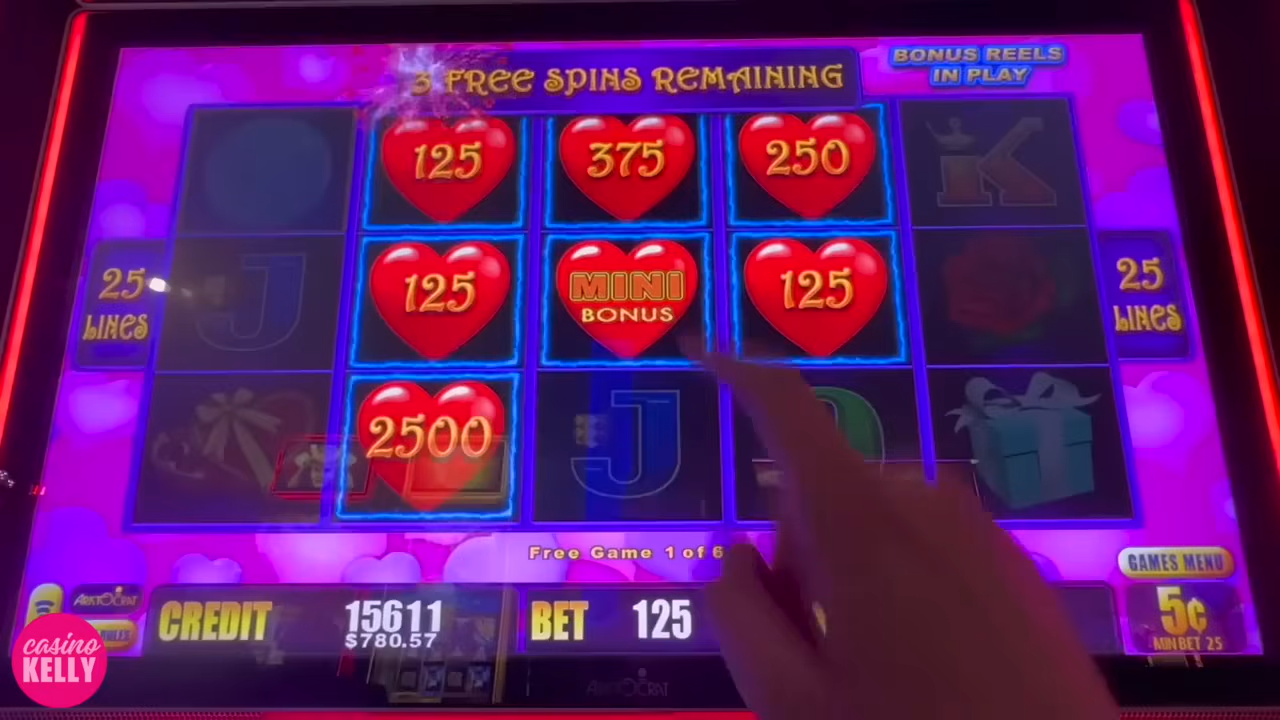 3 FREE SPINS REMAINING
BONUS REELS
IN PLAY
125
375
250
K
25
LINES
J
125
MINI
BONUS
125
25
LINES
2500
J
Free Game 1 of 6
GAMES MENU
ARISTOCRAT
CREDIT
15611
$780.57
BET
125
5¢
MIN BET 25
casino
KELLY
ARISTOCRAT